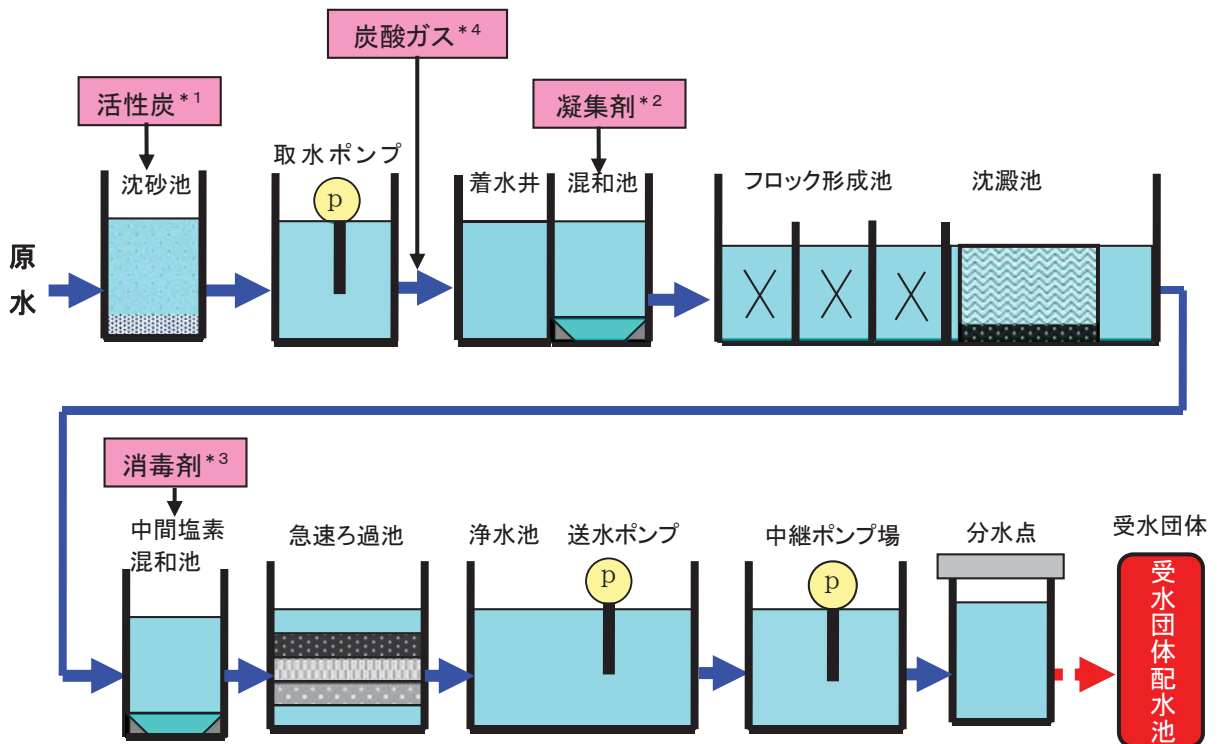 炭酸ガス*4
活性炭*1
凝集剤*2
取水ポンプ
沈砂池
着水井
混和池
フロック形成池
沈澱池
p
原
水
消毒剤*3
中間塩素
混和池
急速ろ過池
浄水池
送水ポンプ
中継ポンプ場
分水点
受水団体
p
p
受水団体配水池